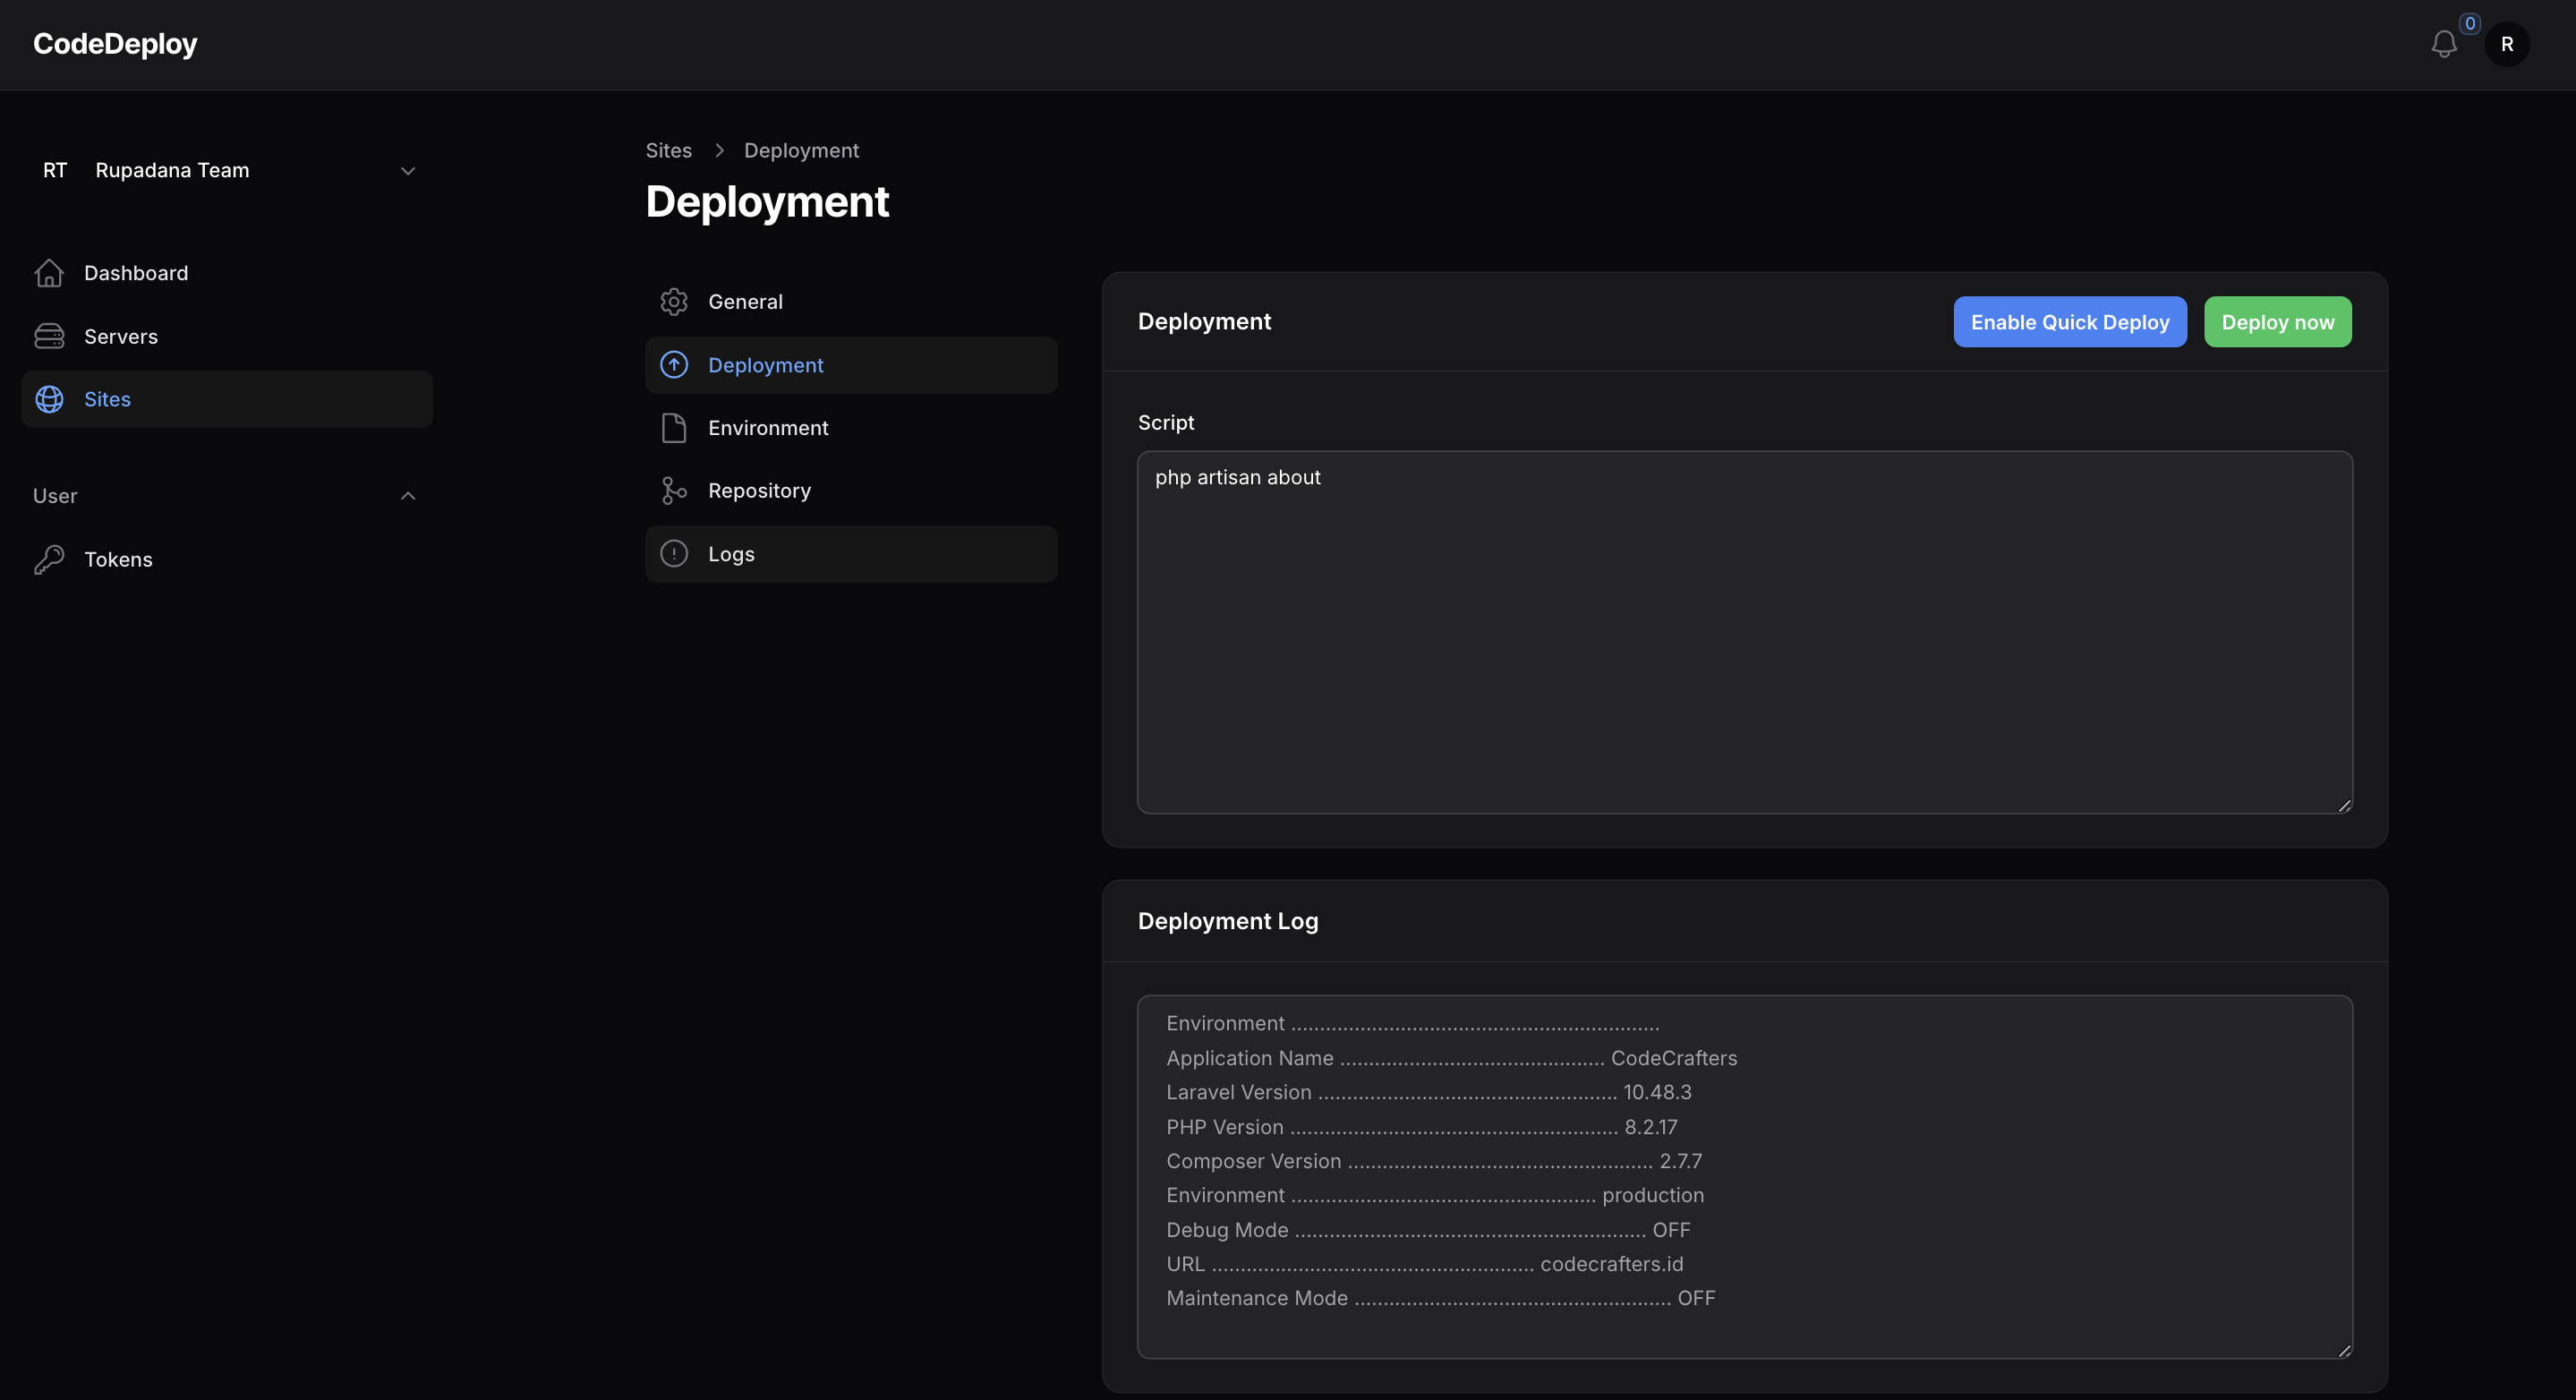 CodeDeploy
0
R
RT Rupadana Team
Dashboard
Servers
Sites
User
Tokens
Sites > Deployment
Deployment
General
Deployment
Environment
Repository
Logs
Deployment
Enable Quick Deploy
Deploy now
Script
php artisan about
Deployment Log
Environment ................................................................
Application Name .............................................. CodeCrafters
Laravel Version .................................................... 10.48.3
PHP Version ......................................................... 8.2.17
Composer Version ..................................................... 2.7.7
Environment ..................................................... production
Debug Mode ............................................................. OFF
URL ........................................................ codecrafters.id
Maintenance Mode ....................................................... OFF